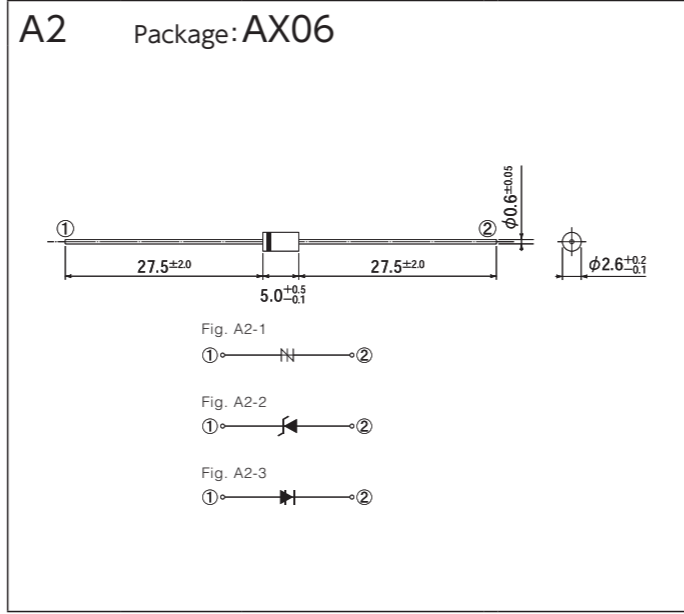 A2 Package: AX06
φ0.6±0.05
① ②
27.5±2.0 27.5±2.0 φ2.6+0.2−0.1
5.0+0.5−0.1
Fig. A2-1
① ②
Fig. A2-2
① ②
Fig. A2-3
① ②